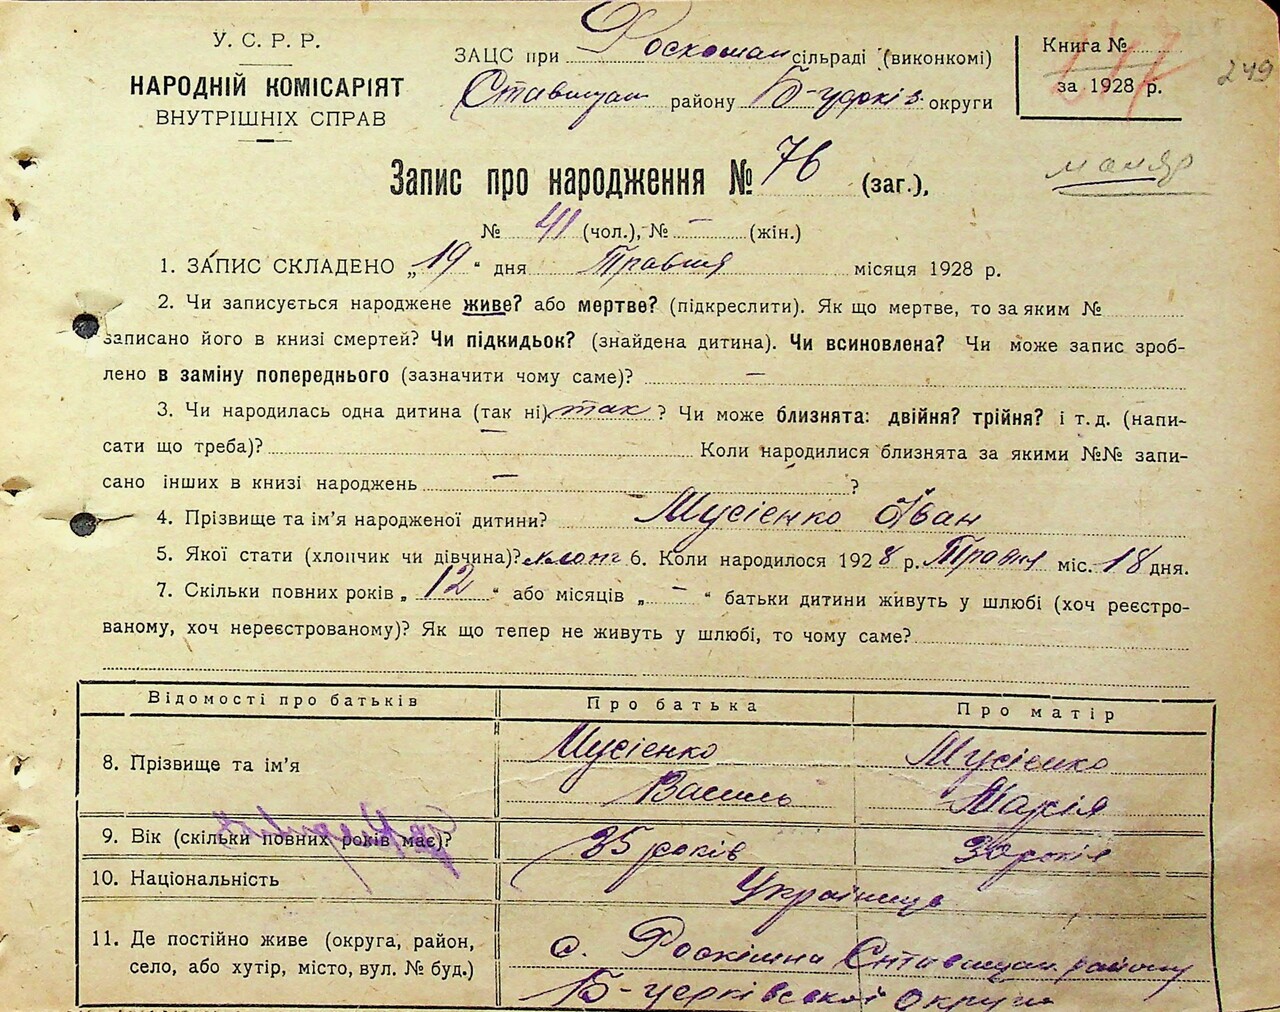 У. С. Р. Р.
НАРОДНІЙ КОМІСАРІЯТ
ВНУТРІШНІХ СПРАВ
ЗАЦС при Роскошан сільраді (виконкомі)
Ставищан району Б-церків. округи
Книга №
за 1928 р.
249
маляр
Запис про народження № 76 (заг.),
№ 41 (чол.), № – (жін.)
1. ЗАПИС СКЛАДЕНО „19“ дня Травня місяця 1928 р.
2. Чи записується народжене живе? або мертве? (підкреслити). Як що мертве, то за яким №
записано його в книзі смертей? Чи підкидьок? (знайдена дитина). Чи всиновлена? Чи може запис зроб-
лено в заміну попереднього (зазначити чому саме)? –
3. Чи народилась одна дитина (так ні) так ? Чи може близнята: двійня? трійня? і т. д. (напи-
сати що треба)? Коли народилися близнята за якими №№ запи-
сано інших в книзі народжень – ?
4. Прізвище та ім'я народженої дитини? Мусієнко Іван
5. Якої стати (хлопчик чи дівчина)? хлопч 6. Коли народилося 1928 р. Травня міс. 18 дня.
7. Скільки повних років „12“ або місяців „–“ батьки дитини живуть у шлюбі (хоч реєстро-
ваному, хоч нереєстрованому)? Як що тепер не живуть у шлюбі, то чому саме?
Відомості про батьків Про батька Про матір
8. Прізвище та ім'я Мусієнко Василь Мусієнко Марія
9. Вік (скільки повних років має)? 35 років 30 років
10. Національність Українців
11. Де постійно живе (округа, район, с. Роскішна Ставищан. району
село, або хутір, місто, вул. № буд.) Б-церківської округи